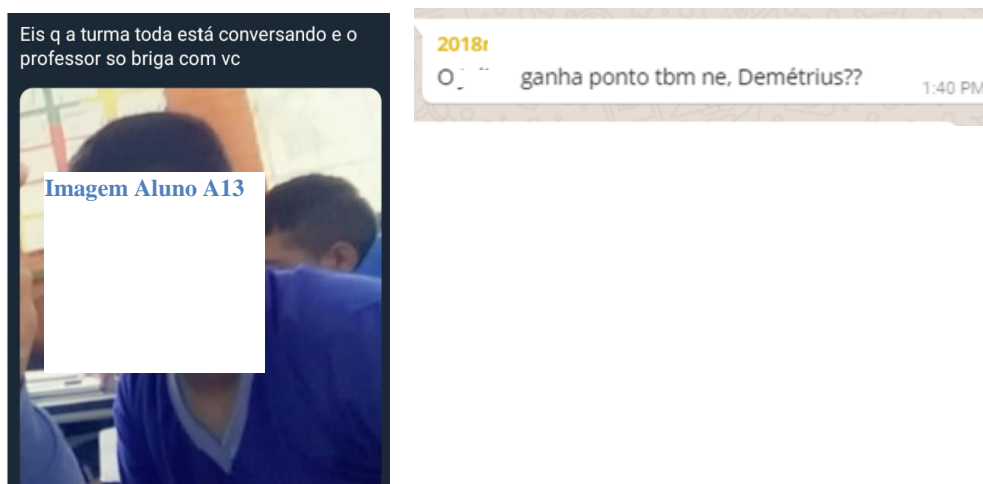 Eis q a turma toda está conversando e o
professor so briga com vc
Imagem Aluno A13
2018
O ganha ponto tbm ne, Demétrius??
1:40 PM